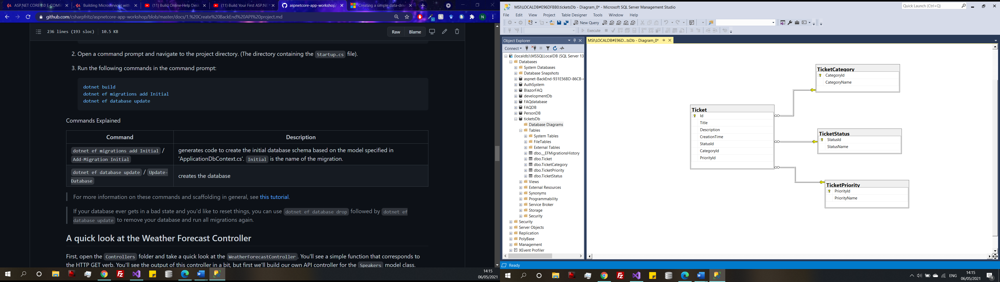 ASP.NET CORE 2.0 E-COMM
Building Microservices with
(11) Build Online Help Desk
(11) Build Your First ASP.NE
aspnetcore-app-workshop/
Creating a simple data-driv
github.com/csharpfritz/aspnetcore-app-workshop/blob/master/docs/1.%20Create%20BackEnd%20API%20project.md
N
236 lines (193 sloc) 10.5 KB
Raw Blame
2. Open a command prompt and navigate to the project directory. (The directory containing the Startup.cs file).
3. Run the following commands in the command prompt:
dotnet build
dotnet ef migrations add Initial
dotnet ef database update
Commands Explained
Command Description
dotnet ef migrations add Initial / generates code to create the initial database schema based on the model specified in
Add-Migration Initial 'ApplicationDbContext.cs'. Initial is the name of the migration.
dotnet ef database update / Update-
Database creates the database
For more information on these commands and scaffolding in general, see this tutorial.
If your database ever gets in a bad state and you'd like to reset things, you can use dotnet ef database drop followed by dotnet ef
database update to remove your database and run all migrations again.
A quick look at the Weather Forecast Controller
First, open the Controllers folder and take a quick look at the WeatherForecastController. You'll see a simple function that corresponds to
the HTTP GET verb. You'll see the output of this controller in a bit, but first we'll build our own API controller for the Speakers model class.
14:15
06/05/2021
MSI\LOCALDB#E96DFBB0.ticketsDb - Diagram_0* - Microsoft SQL Server Management Studio
Quick Launch (Ctrl+Q)
File Edit View Project Table Designer Tools Window Help
New Query
Execute
Object Explorer
Connect
(localdb)\MSSQLLocalDB (SQL Server 13
Databases
System Databases
Database Snapshots
aspnet-BackEnd-931E56BD-86CB-4
AuthSystem
BlazorFAQ
developmentDb
FAQdatabase
FAQDB
PersonDB
ticketsDb
Database Diagrams
Tables
System Tables
FileTables
External Tables
dbo.__EFMigrationsHistory
dbo.Ticket
dbo.TicketCategory
dbo.TicketPriority
dbo.TicketStatus
Views
External Resources
Synonyms
Programmability
Service Broker
Storage
Security
Security
Server Objects
Replication
PolyBase
Management
XEvent Profiler
MSI\LOCALDB#E96D...tsDb - Diagram_0*
TicketCategory
CategoryId
CategoryName
Ticket
Id
Title
Description
CreationTime
StatusId
CategoryId
PriorityId
TicketStatus
StatusId
StatusName
TicketPriority
PriorityId
PriorityName
Ready
ENG
14:15
06/05/2021
11